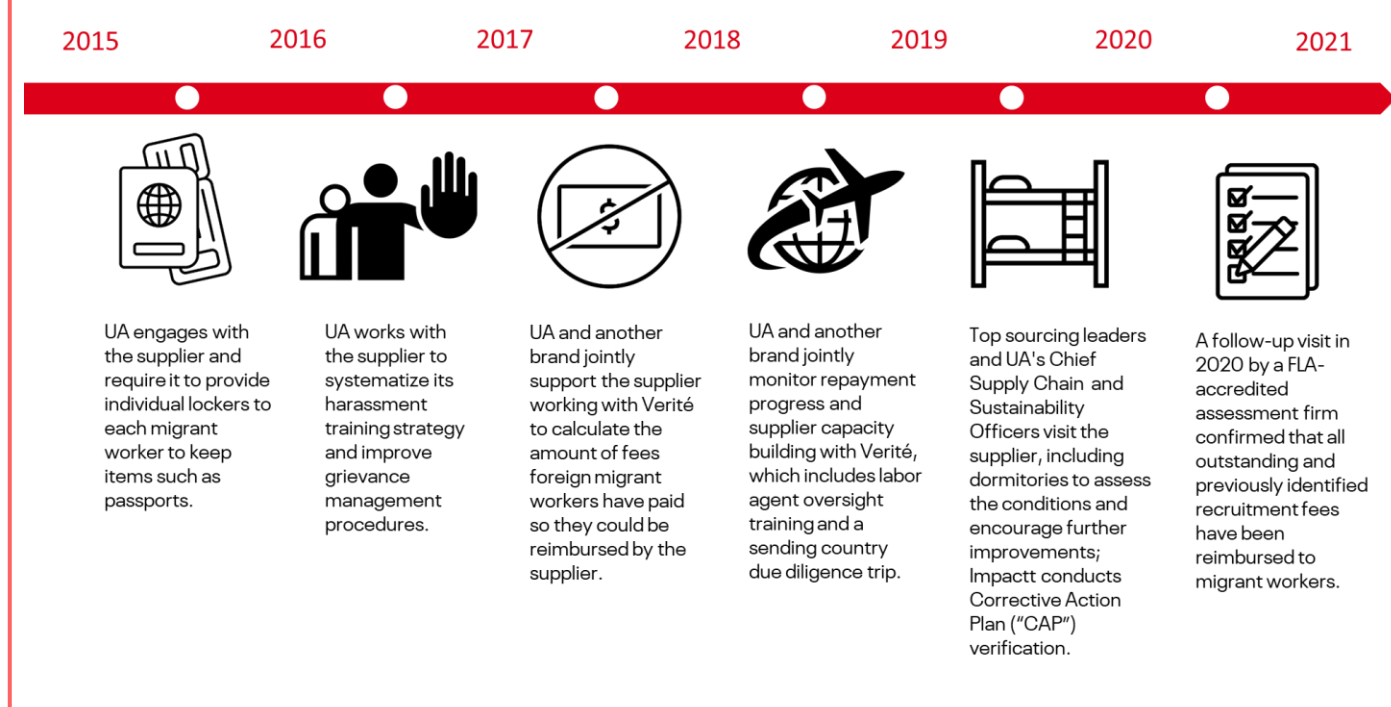 2015 2016 2017 2018 2019 2020 2021
UA engages with
the supplier and
require it to provide
individual lockers to
each migrant
worker to keep
items such as
passports.
UA works with
the supplier to
systematize its
harassment
training strategy
and improve
grievance
management
procedures.
$
UA and another
brand jointly
support the supplier
working with Verité
to calculate the
amount of fees
foreign migrant
workers have paid
so they could be
reimbursed by the
supplier.
UA and another
brand jointly
monitor repayment
progress and
supplier capacity
building with Verité,
which includes labor
agent oversight
training and a
sending country
due diligence trip.
Top sourcing leaders
and UA's Chief
Supply Chain and
Sustainability
Officers visit the
supplier, including
dormitories to assess
the conditions and
encourage further
improvements;
Impactt conducts
Corrective Action
Plan ("CAP")
verification.
A follow-up visit in
2020 by a FLA-
accredited
assessment firm
confirmed that all
outstanding and
previously identified
recruitment fees
have been
reimbursed to
migrant workers.